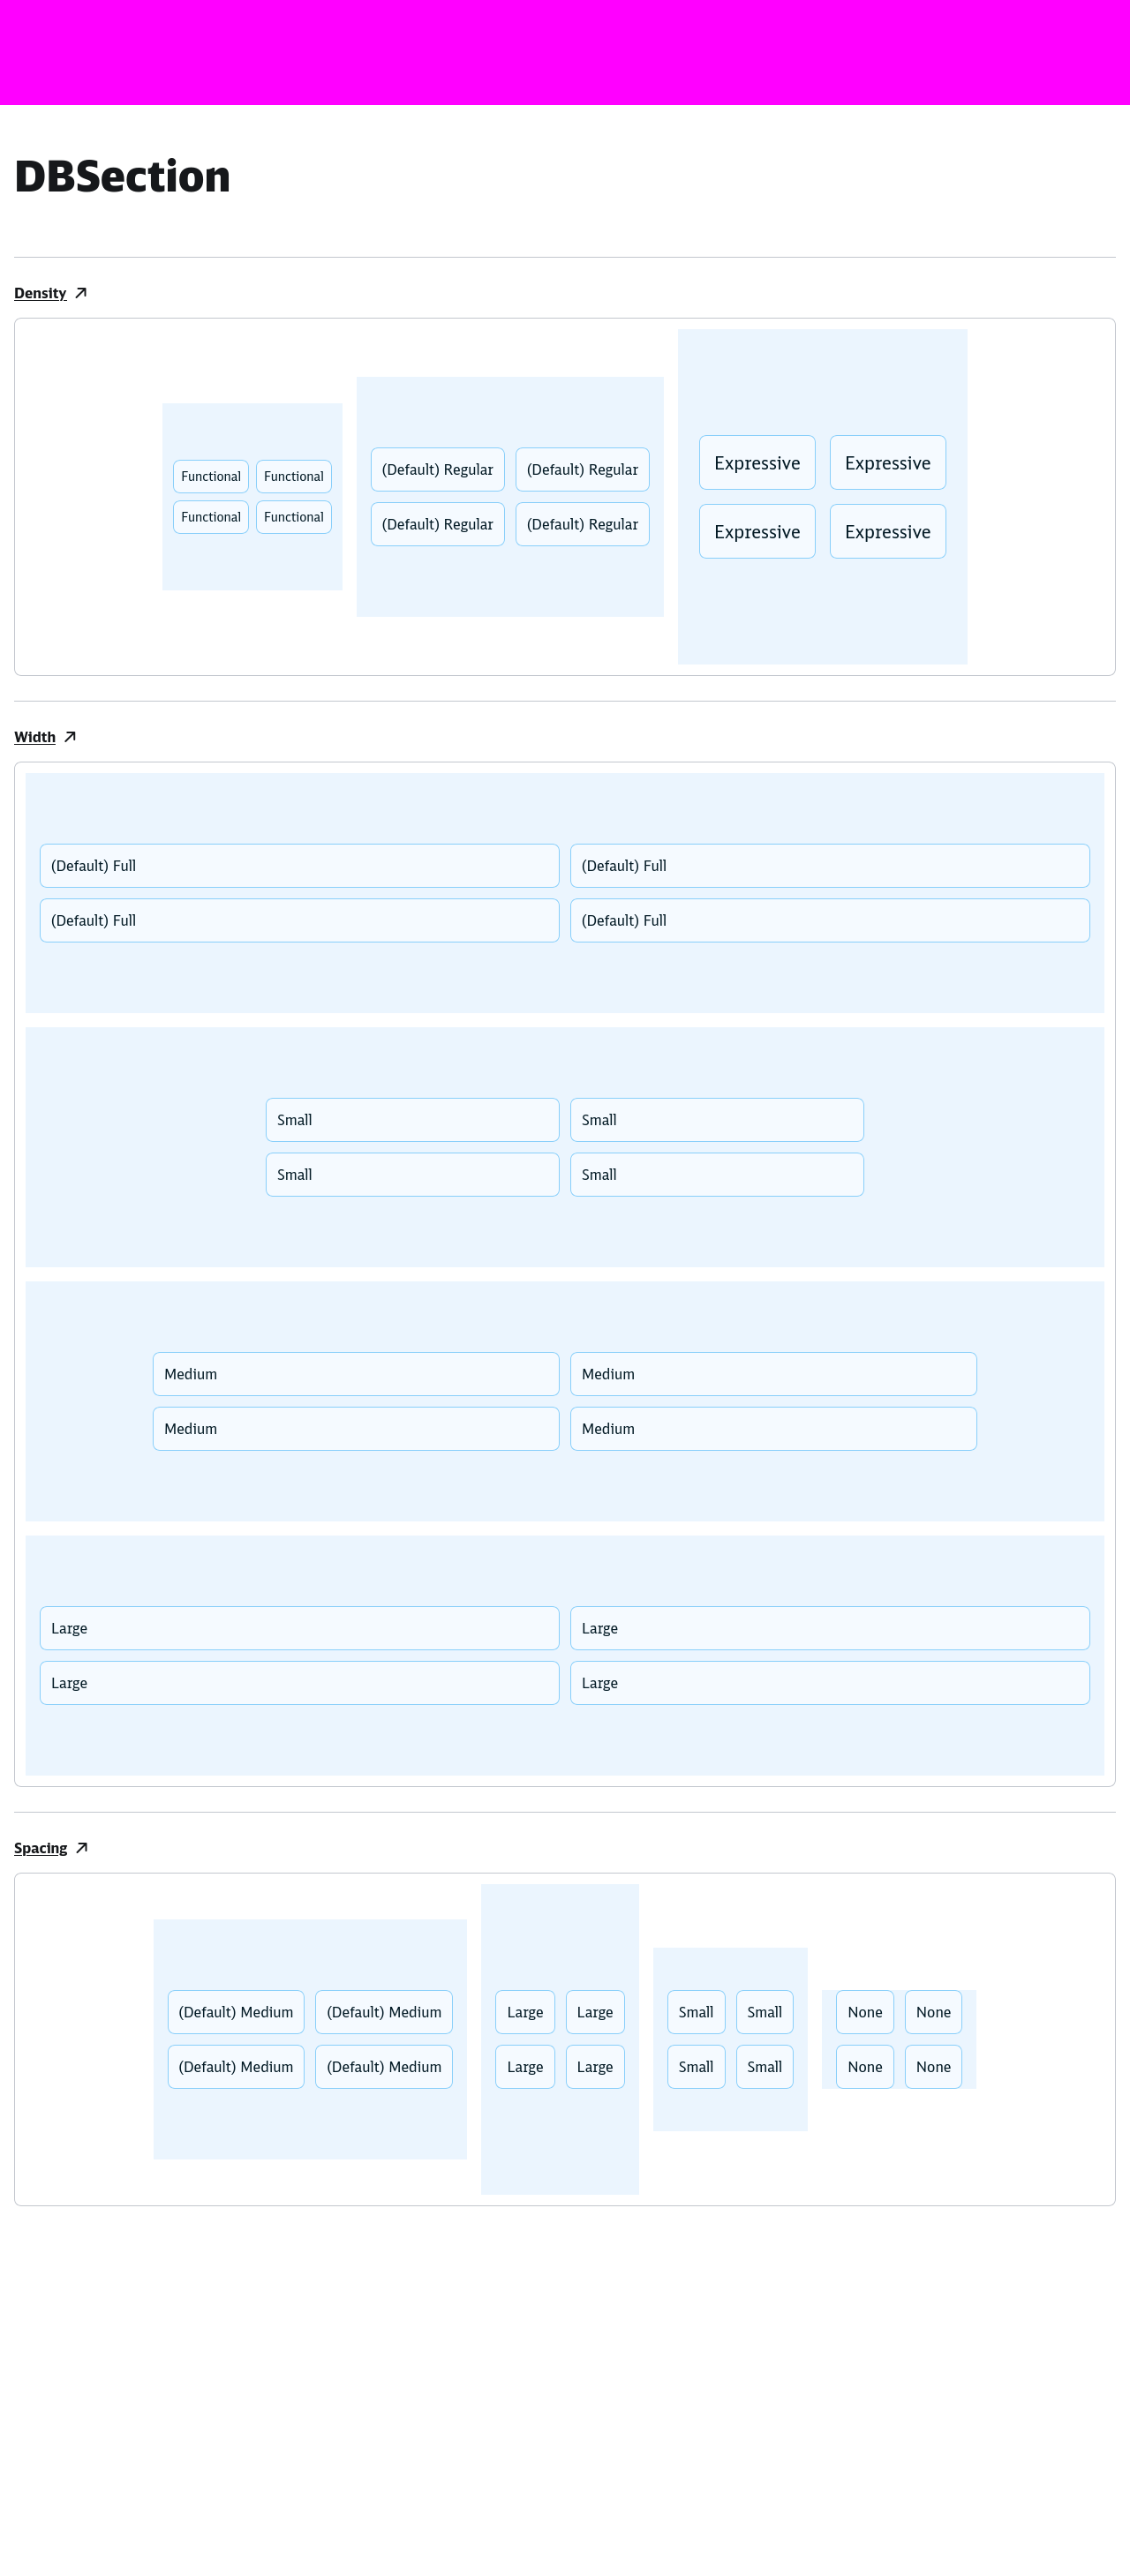 DBSection
Density
Functional Functional
Functional Functional
(Default) Regular (Default) Regular
(Default) Regular (Default) Regular
Expressive Expressive
Expressive Expressive
Width
(Default) Full (Default) Full
(Default) Full (Default) Full
Small Small
Small Small
Medium Medium
Medium Medium
Large Large
Large Large
Spacing
(Default) Medium (Default) Medium
(Default) Medium (Default) Medium
Large Large
Large Large
Small Small
Small Small
None None
None None